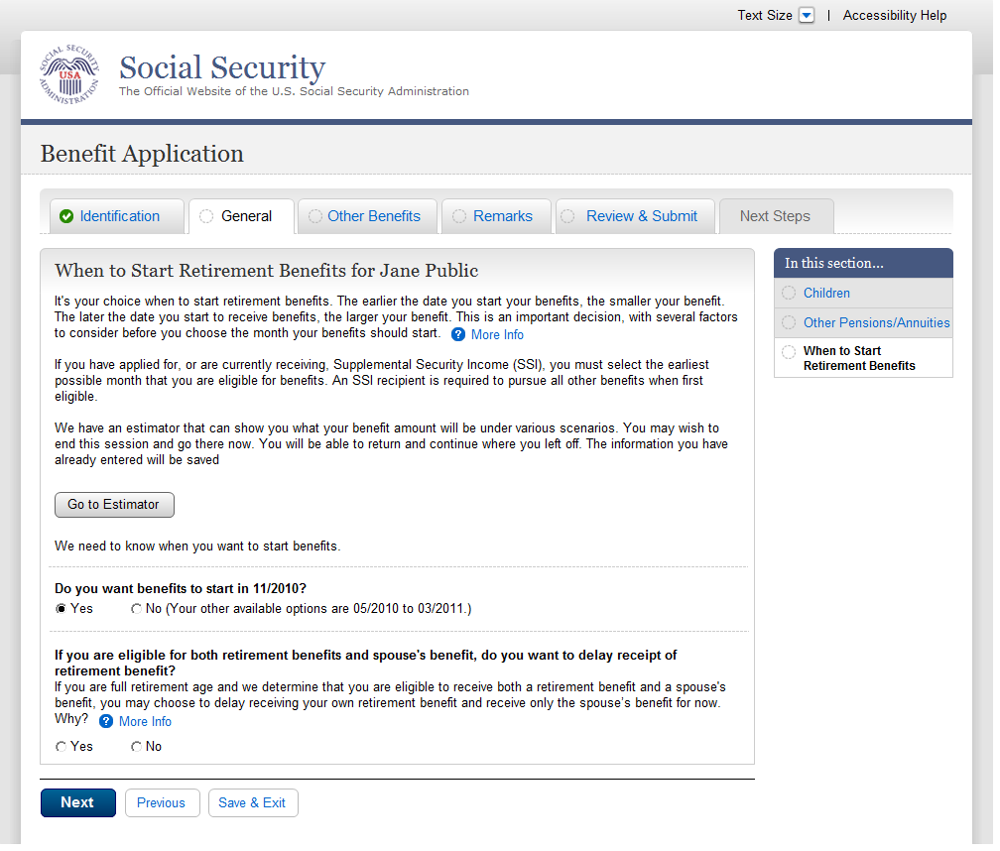 Text Size | Accessibility Help
SOCIAL SECURITY ADMINISTRATION
USA
Social Security
The Official Website of the U.S. Social Security Administration
Benefit Application
Identification
General
Other Benefits
Remarks
Review & Submit
Next Steps
When to Start Retirement Benefits for Jane Public
It's your choice when to start retirement benefits. The earlier the date you start your benefits, the smaller your benefit.
The later the date you start to receive benefits, the larger your benefit. This is an important decision, with several factors
to consider before you choose the month your benefits should start. ? More Info
If you have applied for, or are currently receiving, Supplemental Security Income (SSI), you must select the earliest
possible month that you are eligible for benefits. An SSI recipient is required to pursue all other benefits when first
eligible.
We have an estimator that can show you what your benefit amount will be under various scenarios. You may wish to
end this session and go there now. You will be able to return and continue where you left off. The information you have
already entered will be saved
Go to Estimator
We need to know when you want to start benefits.
Do you want benefits to start in 11/2010?
Yes No (Your other available options are 05/2010 to 03/2011.)
If you are eligible for both retirement benefits and spouse's benefit, do you want to delay receipt of
retirement benefit?
If you are full retirement age and we determine that you are eligible to receive both a retirement benefit and a spouse's
benefit, you may choose to delay receiving your own retirement benefit and receive only the spouse's benefit for now.
Why? ? More Info
Yes No
Next
Previous
Save & Exit
In this section...
Children
Other Pensions/Annuities
When to Start
Retirement Benefits